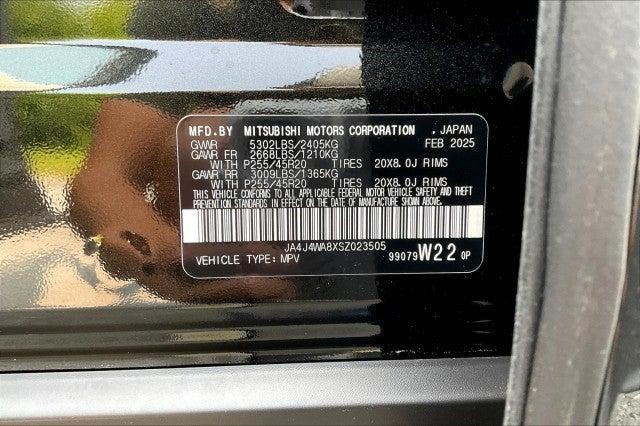 MFD.BY MITSUBISHI MOTORS CORPORATION , JAPAN
GVWR 5302LBS/2405KG FEB 2025
GAWR FR 2668LBS/1210KG
WITH P255/45R20 TIRES 20X8.0J RIMS
GAWR RR 3009LBS/1365KG
WITH P255/45R20 TIRES 20X8.0J RIMS
THIS VEHICLE CONFORMS TO ALL APPLICABLE FEDERAL MOTOR VEHICLE SAFETY AND THEFT
PREVENTION STANDARDS IN EFFECT ON THE DATE OF MANUFACTURE SHOWN ABOVE.
JA4J4WA8XSZ023505
VEHICLE TYPE: MPV 99079W22 0P